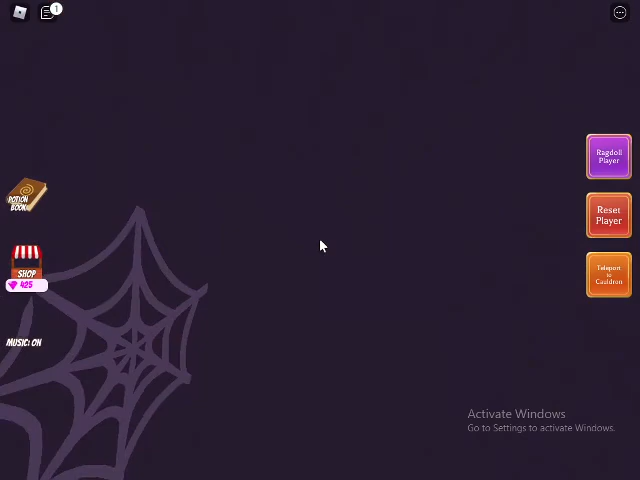 1
Ragdoll
Player
POTION
BOOK
Reset
Player
SHOP
425
Teleport
to
Cauldron
MUSIC: ON
Activate Windows
Go to Settings to activate Windows.